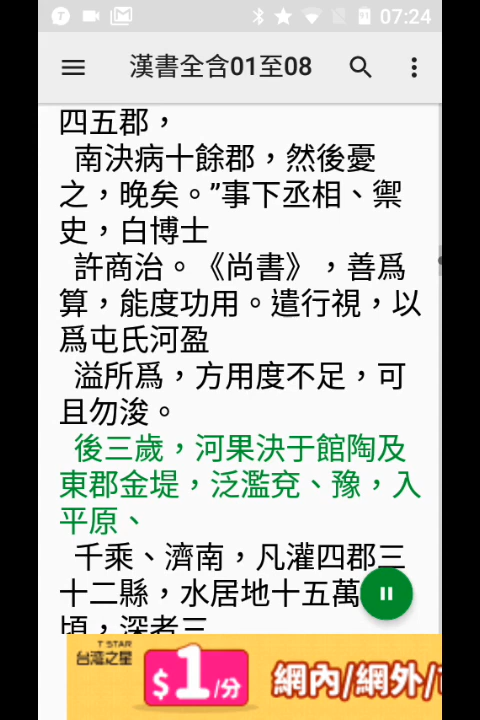 07:24
漢書全含01至08
四五郡，
南決病十餘郡，然後憂
之，晚矣。”事下丞相、禦
史，白博士
許商治。《尚書》，善爲
算，能度功用。遣行視，以
爲屯氏河盈
溢所爲，方用度不足，可
且勿浚。
後三歲，河果決于館陶及
東郡金堤，泛濫兗、豫，入
平原、
千乘、濟南，凡灌四郡三
十二縣，水居地十五萬
頃，深者三
T STAR
台灣之星
$1/分
網內/網外/